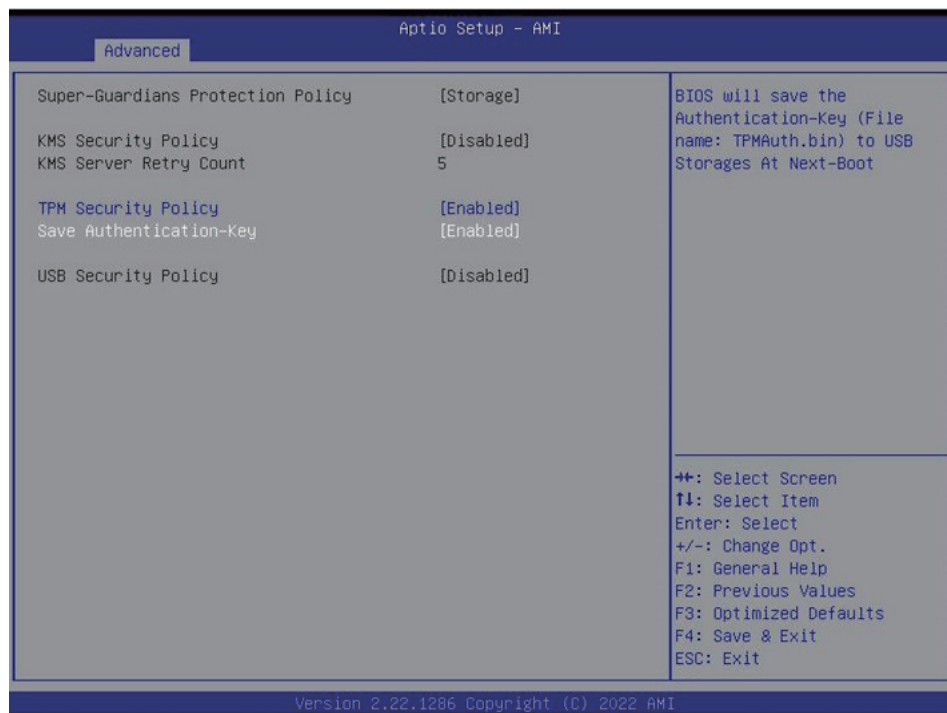 Aptio Setup – AMI
Advanced
Super-Guardians Protection Policy [Storage]
KMS Security Policy [Disabled]
KMS Server Retry Count 5
TPM Security Policy [Enabled]
Save Authentication-Key [Enabled]
USB Security Policy [Disabled]
BIOS will save the
Authentication-Key (File
name: TPMAuth.bin) to USB
Storages At Next-Boot
→←: Select Screen
↑↓: Select Item
Enter: Select
+/-: Change Opt.
F1: General Help
F2: Previous Values
F3: Optimized Defaults
F4: Save & Exit
ESC: Exit
Version 2.22.1286 Copyright (C) 2022 AMI